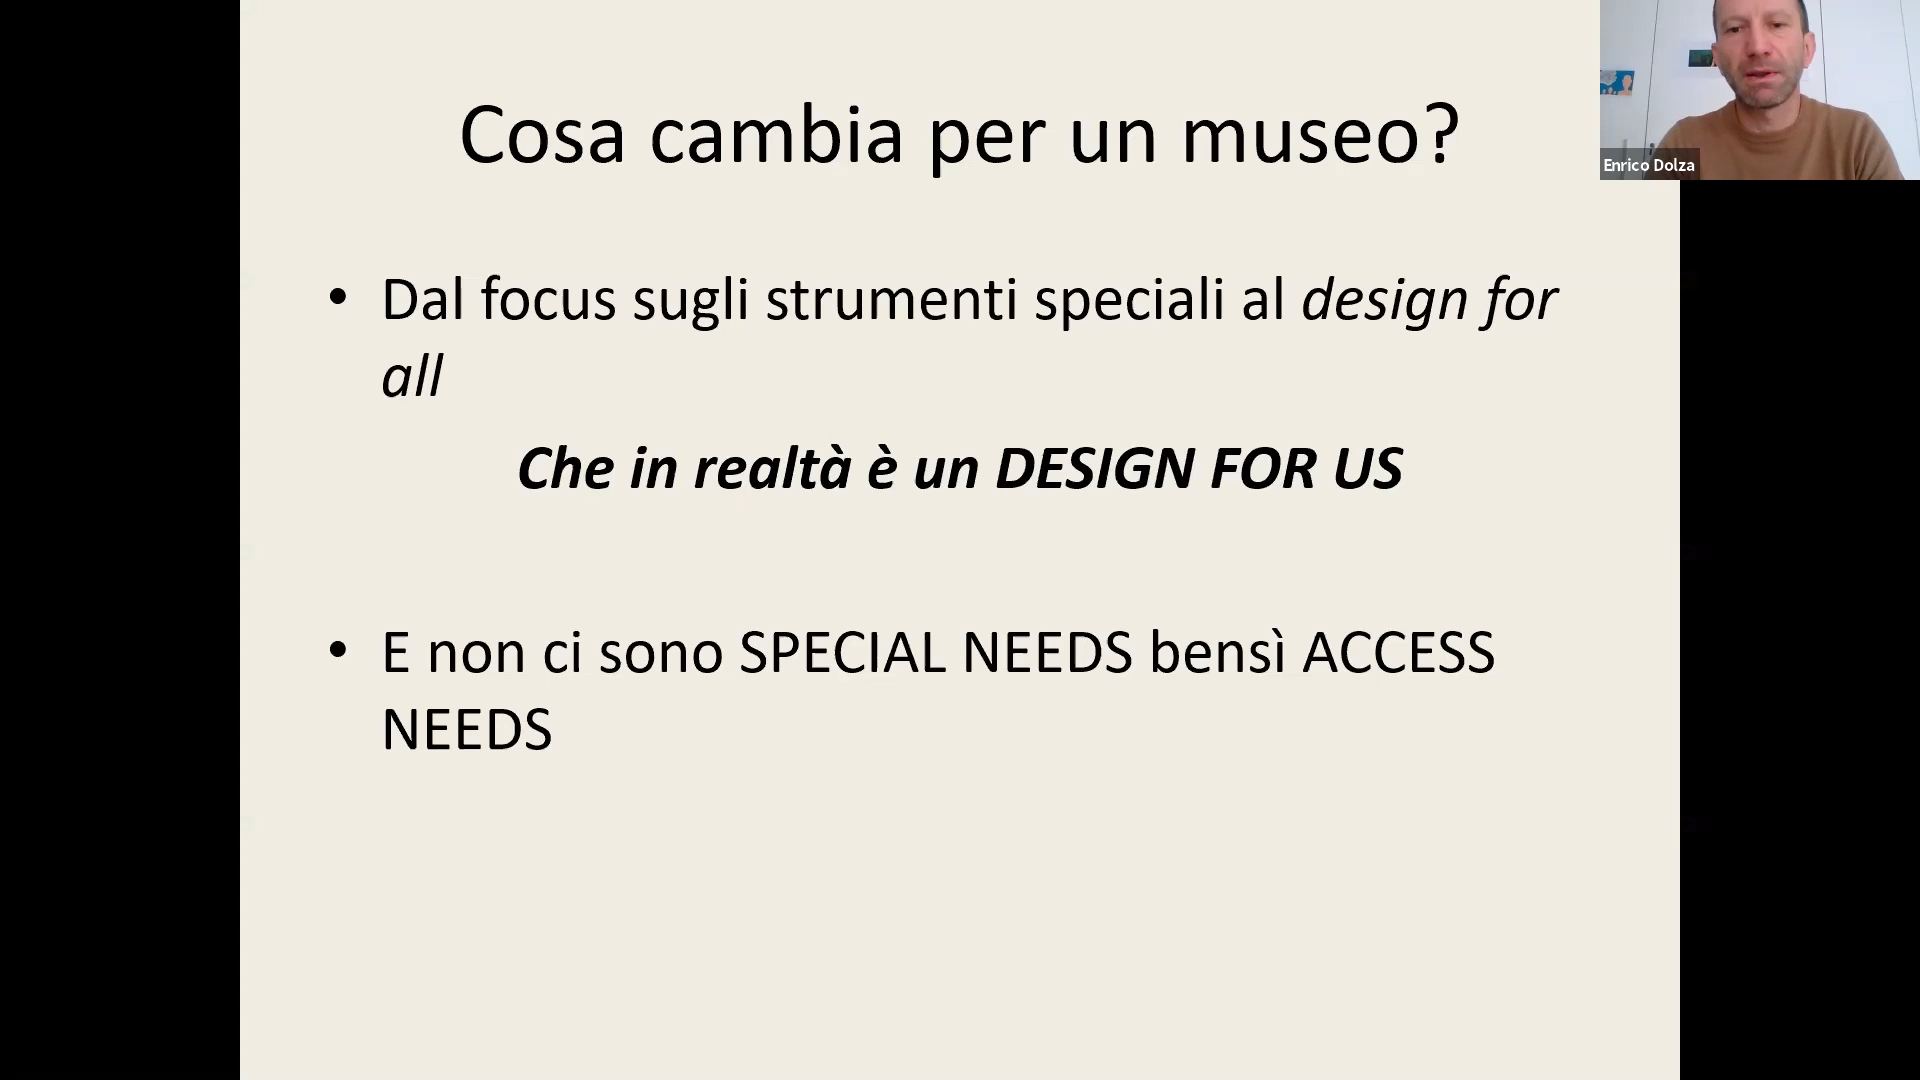 Cosa cambia per un museo?
Enrico Dolza
• Dal focus sugli strumenti speciali al design for
all
Che in realtà è un DESIGN FOR US
• E non ci sono SPECIAL NEEDS bensì ACCESS
NEEDS